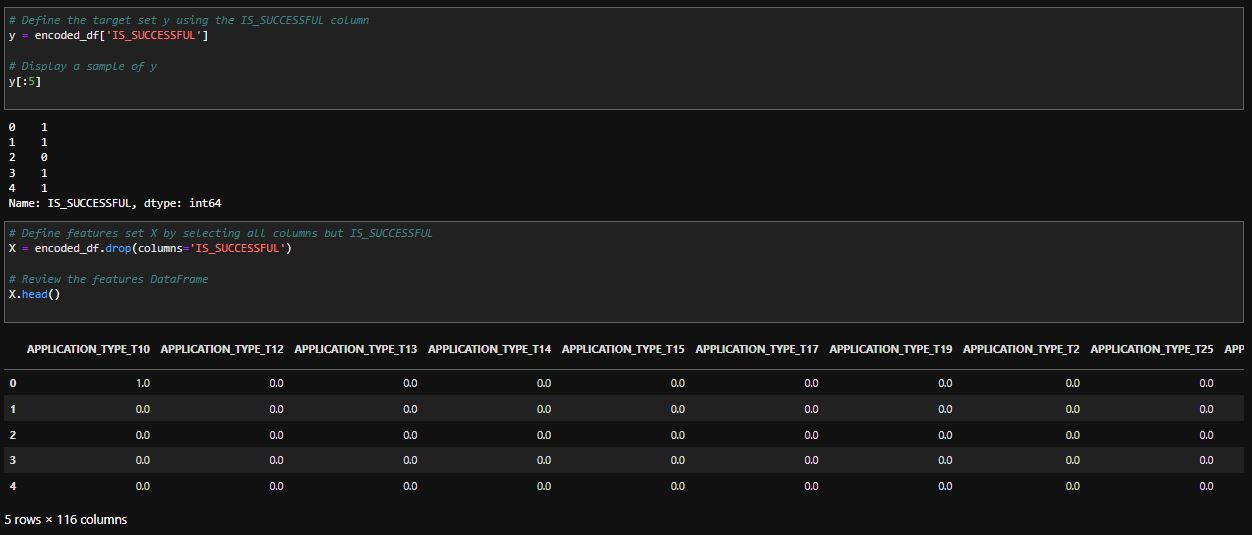 # Define the target set y using the IS_SUCCESSFUL column
y = encoded_df['IS_SUCCESSFUL']
# Display a sample of y
y[:5]
0 1
1 1
2 0
3 1
4 1
Name: IS_SUCCESSFUL, dtype: int64
# Define features set X by selecting all columns but IS_SUCCESSFUL
X = encoded_df.drop(columns='IS_SUCCESSFUL')
# Review the features DataFrame
X.head()
APPLICATION_TYPE_T10 APPLICATION_TYPE_T12 APPLICATION_TYPE_T13 APPLICATION_TYPE_T14 APPLICATION_TYPE_T15 APPLICATION_TYPE_T17 APPLICATION_TYPE_T19 APPLICATION_TYPE_T2 APPLICATION_TYPE_T25 APP
0 1.0 0.0 0.0 0.0 0.0 0.0 0.0 0.0 0.0
1 0.0 0.0 0.0 0.0 0.0 0.0 0.0 0.0 0.0
2 0.0 0.0 0.0 0.0 0.0 0.0 0.0 0.0 0.0
3 0.0 0.0 0.0 0.0 0.0 0.0 0.0 0.0 0.0
4 0.0 0.0 0.0 0.0 0.0 0.0 0.0 0.0 0.0
5 rows × 116 columns